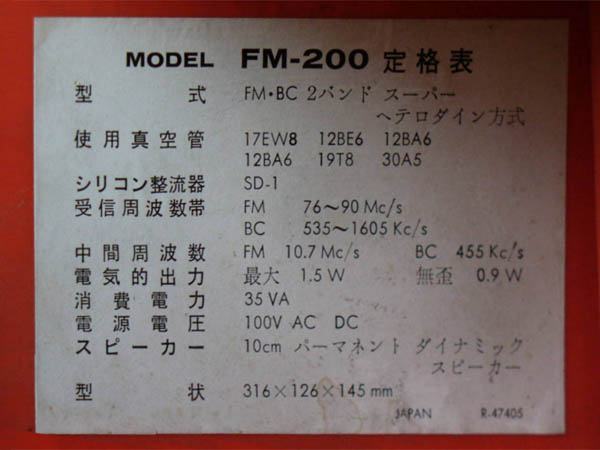 MODEL FM-200 定格表
型式 FM・BC 2バンド スーパー
ヘテロダイン方式
使用真空管 17EW8 12BE6 12BA6
12BA6 19T8 30A5
シリコン整流器 SD-1
受信周波数帯 FM 76～90 Mc/s
BC 535～1605 Kc/s
中間周波数 FM 10.7 Mc/s BC 455 Kc/s
電気的出力 最大 1.5 W 無歪 0.9 W
消費電力 35 VA
電源電圧 100V AC DC
スピーカー 10cm パーマネント ダイナミック
スピーカー
型状 316×126×145 mm
JAPAN R-47405